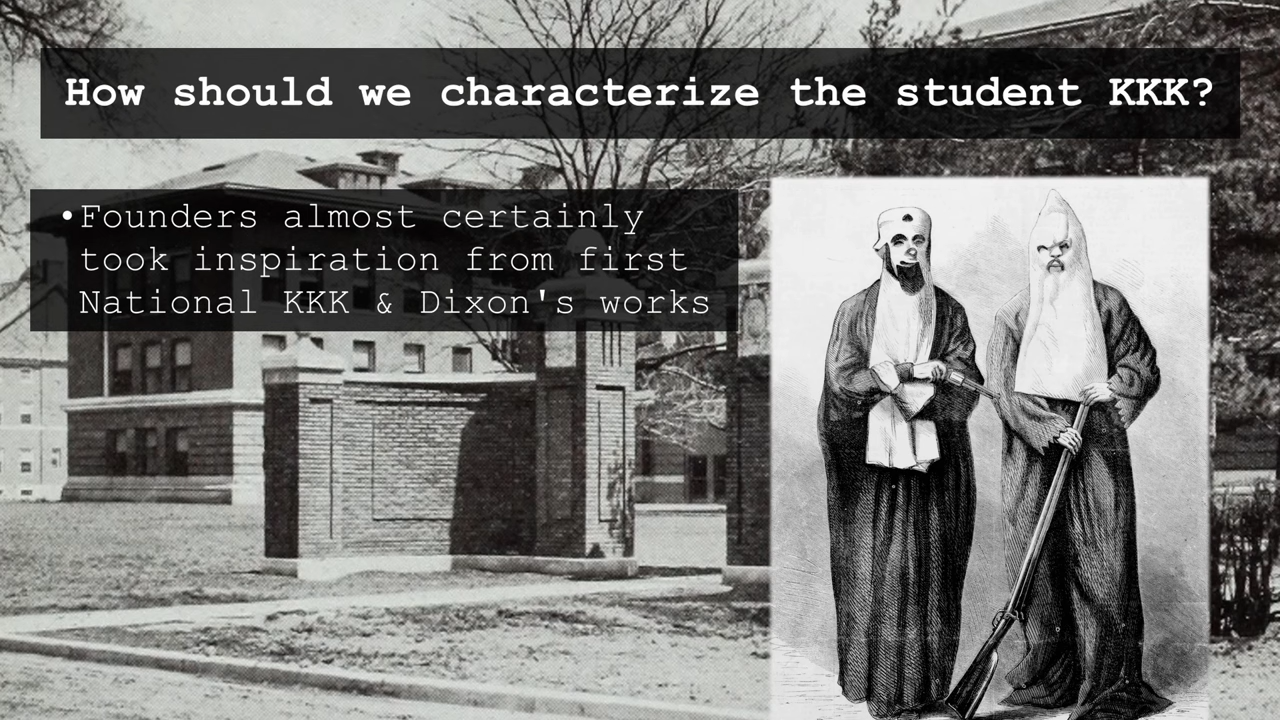 How should we characterize the student KKK?
•Founders almost certainly
took inspiration from first
National KKK & Dixon's works